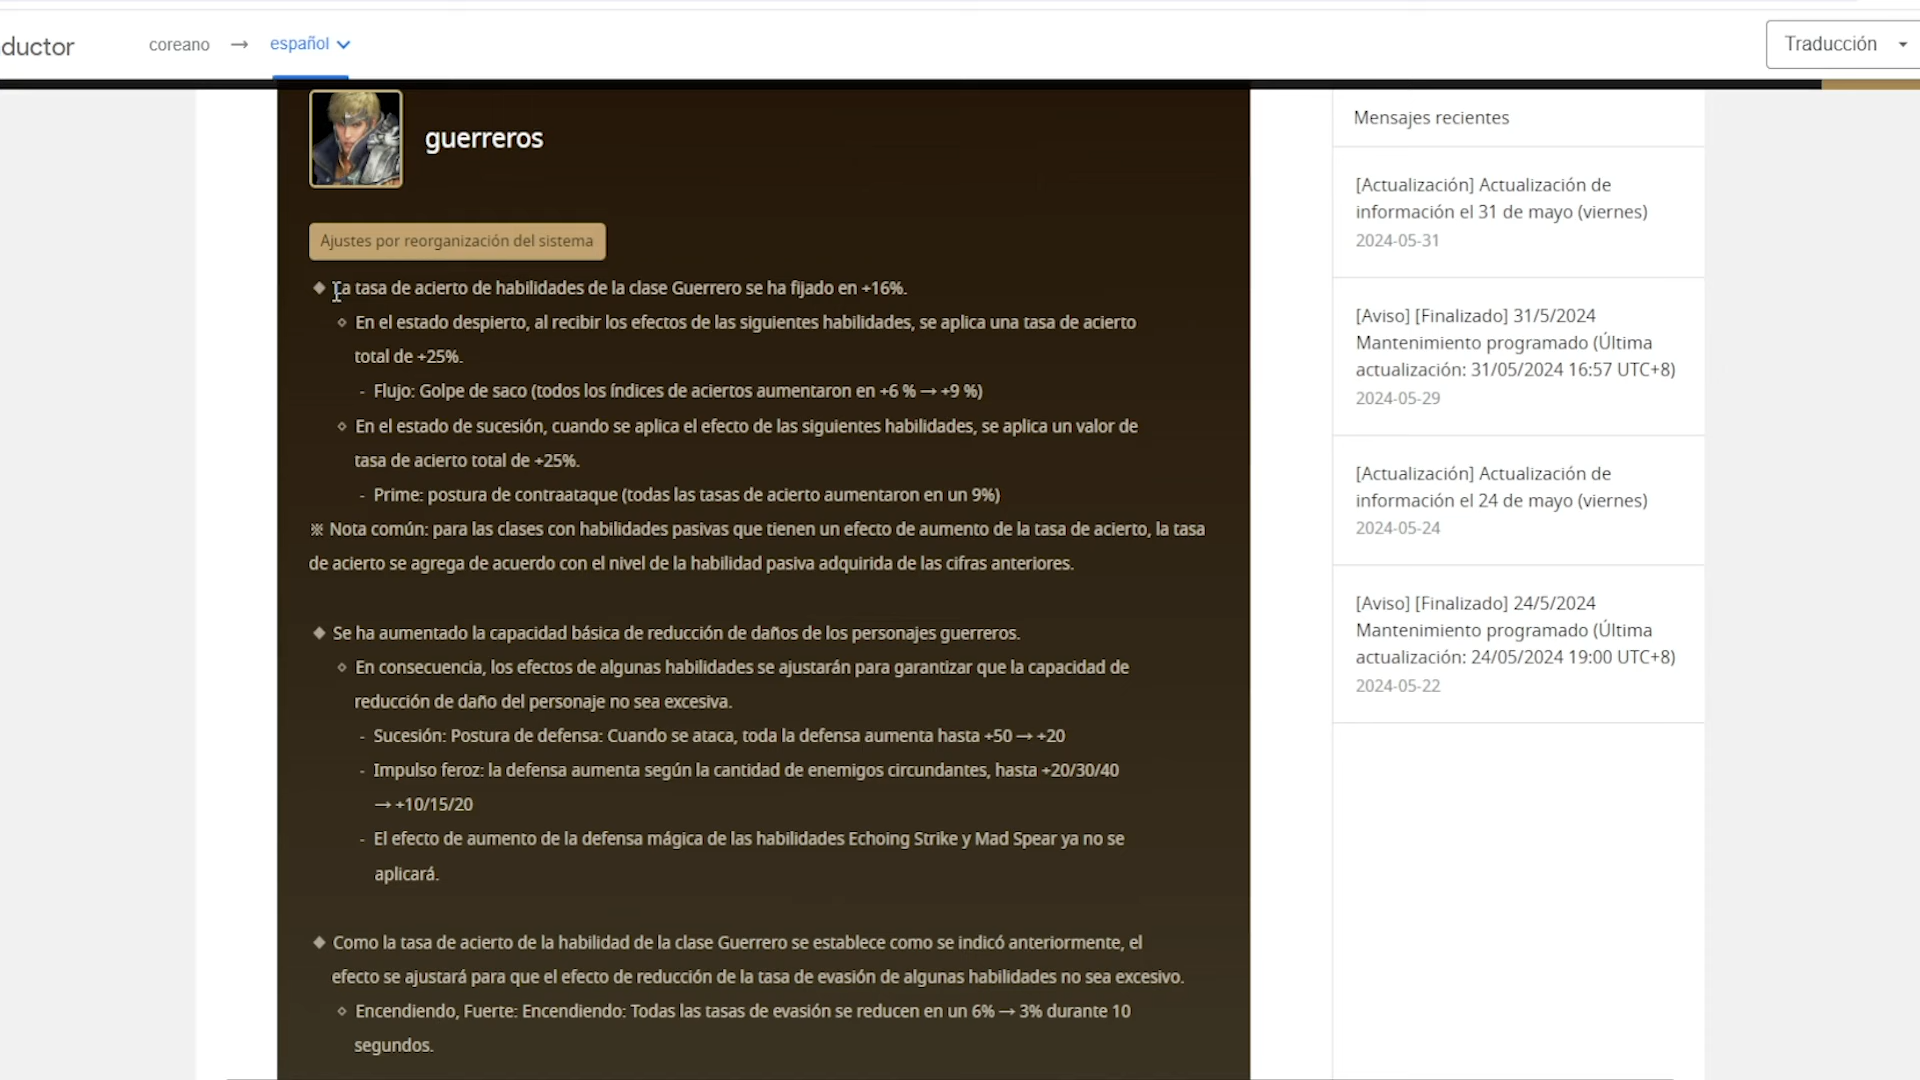 ductor
coreano → español
Traducción
guerreros
Ajustes por reorganización del sistema
◆ La tasa de acierto de habilidades de la clase Guerrero se ha fijado en +16%.
◇ En el estado despierto, al recibir los efectos de las siguientes habilidades, se aplica una tasa de acierto
total de +25%.
- Flujo: Golpe de saco (todos los índices de aciertos aumentaron en +6 % → +9 %)
◇ En el estado de sucesión, cuando se aplica el efecto de las siguientes habilidades, se aplica un valor de
tasa de acierto total de +25%.
- Prime: postura de contraataque (todas las tasas de acierto aumentaron en un 9%)
※ Nota común: para las clases con habilidades pasivas que tienen un efecto de aumento de la tasa de acierto, la tasa
de acierto se agrega de acuerdo con el nivel de la habilidad pasiva adquirida de las cifras anteriores.
◆ Se ha aumentado la capacidad básica de reducción de daños de los personajes guerreros.
◇ En consecuencia, los efectos de algunas habilidades se ajustarán para garantizar que la capacidad de
reducción de daño del personaje no sea excesiva.
- Sucesión: Postura de defensa: Cuando se ataca, toda la defensa aumenta hasta +50 → +20
- Impulso feroz: la defensa aumenta según la cantidad de enemigos circundantes, hasta +20/30/40
→ +10/15/20
- El efecto de aumento de la defensa mágica de las habilidades Echoing Strike y Mad Spear ya no se
aplicará.
◆ Como la tasa de acierto de la habilidad de la clase Guerrero se establece como se indicó anteriormente, el
efecto se ajustará para que el efecto de reducción de la tasa de evasión de algunas habilidades no sea excesivo.
◇ Encendiendo, Fuerte: Encendiendo: Todas las tasas de evasión se reducen en un 6% → 3% durante 10
segundos.
Mensajes recientes
[Actualización] Actualización de
información el 31 de mayo (viernes)
2024-05-31
[Aviso] [Finalizado] 31/5/2024
Mantenimiento programado (Última
actualización: 31/05/2024 16:57 UTC+8)
2024-05-29
[Actualización] Actualización de
información el 24 de mayo (viernes)
2024-05-24
[Aviso] [Finalizado] 24/5/2024
Mantenimiento programado (Última
actualización: 24/05/2024 19:00 UTC+8)
2024-05-22